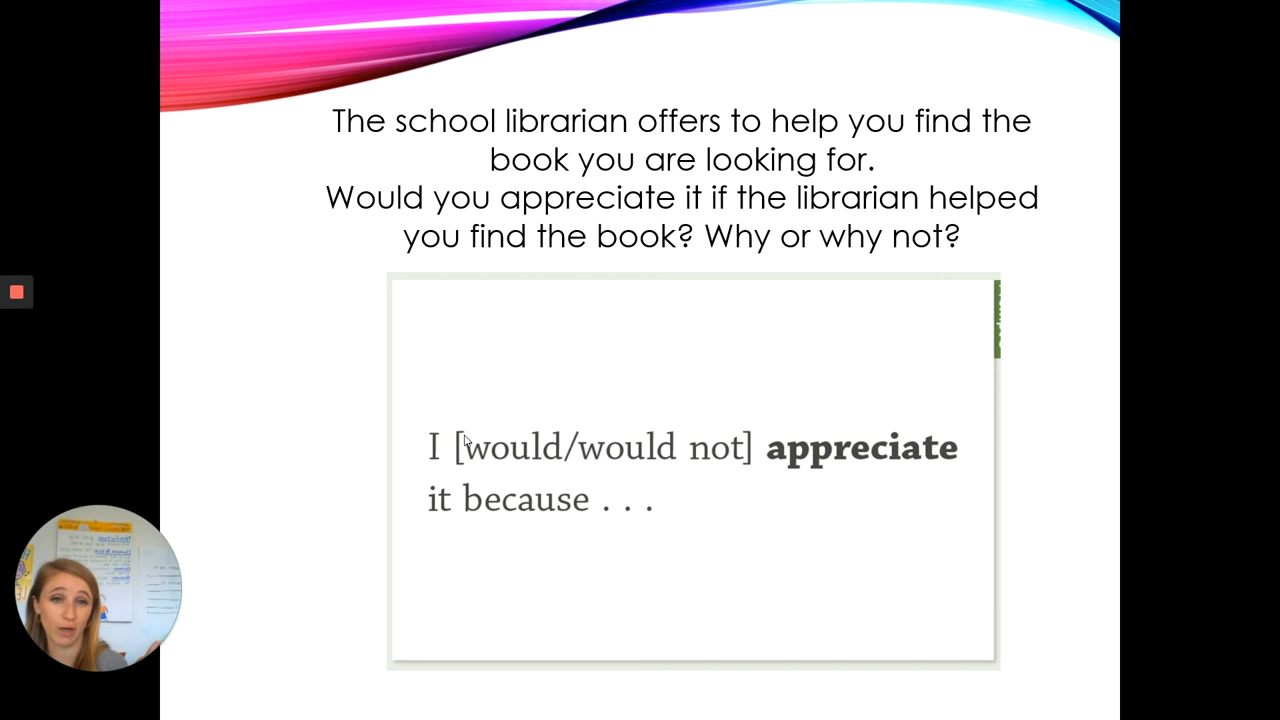 The school librarian offers to help you find the
book you are looking for.
Would you appreciate it if the librarian helped
you find the book? Why or why not?
I [would/would not] appreciate
it because . . .